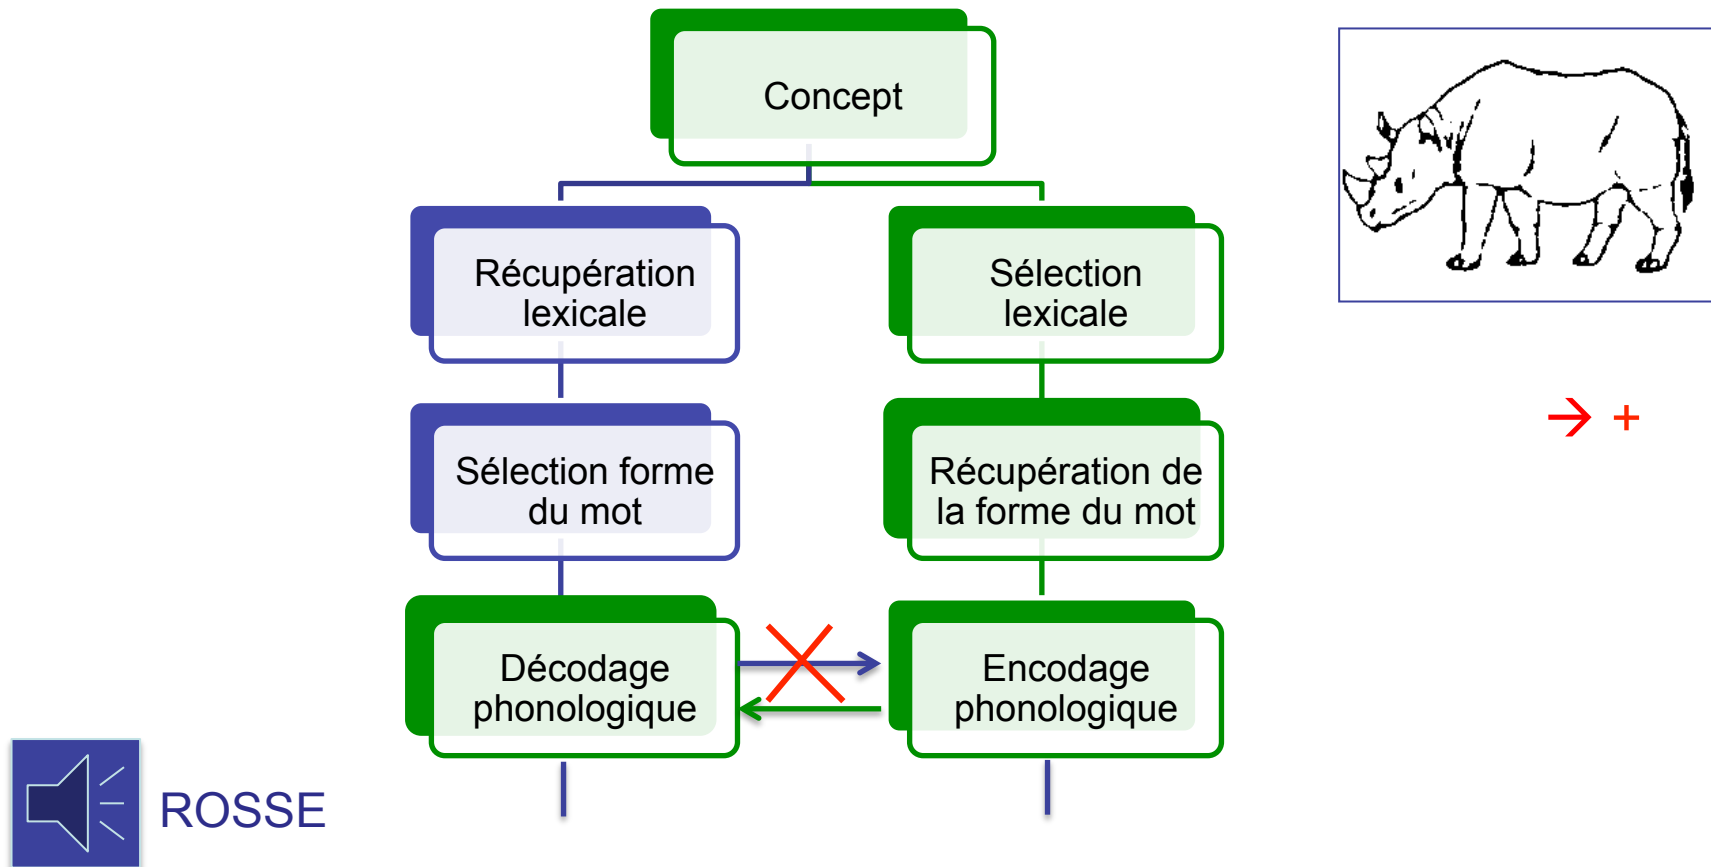 Concept
Récupération
lexicale
Sélection
lexicale
Sélection forme
du mot
Récupération de
la forme du mot
→ +
Décodage
phonologique
Encodage
phonologique
ROSSE